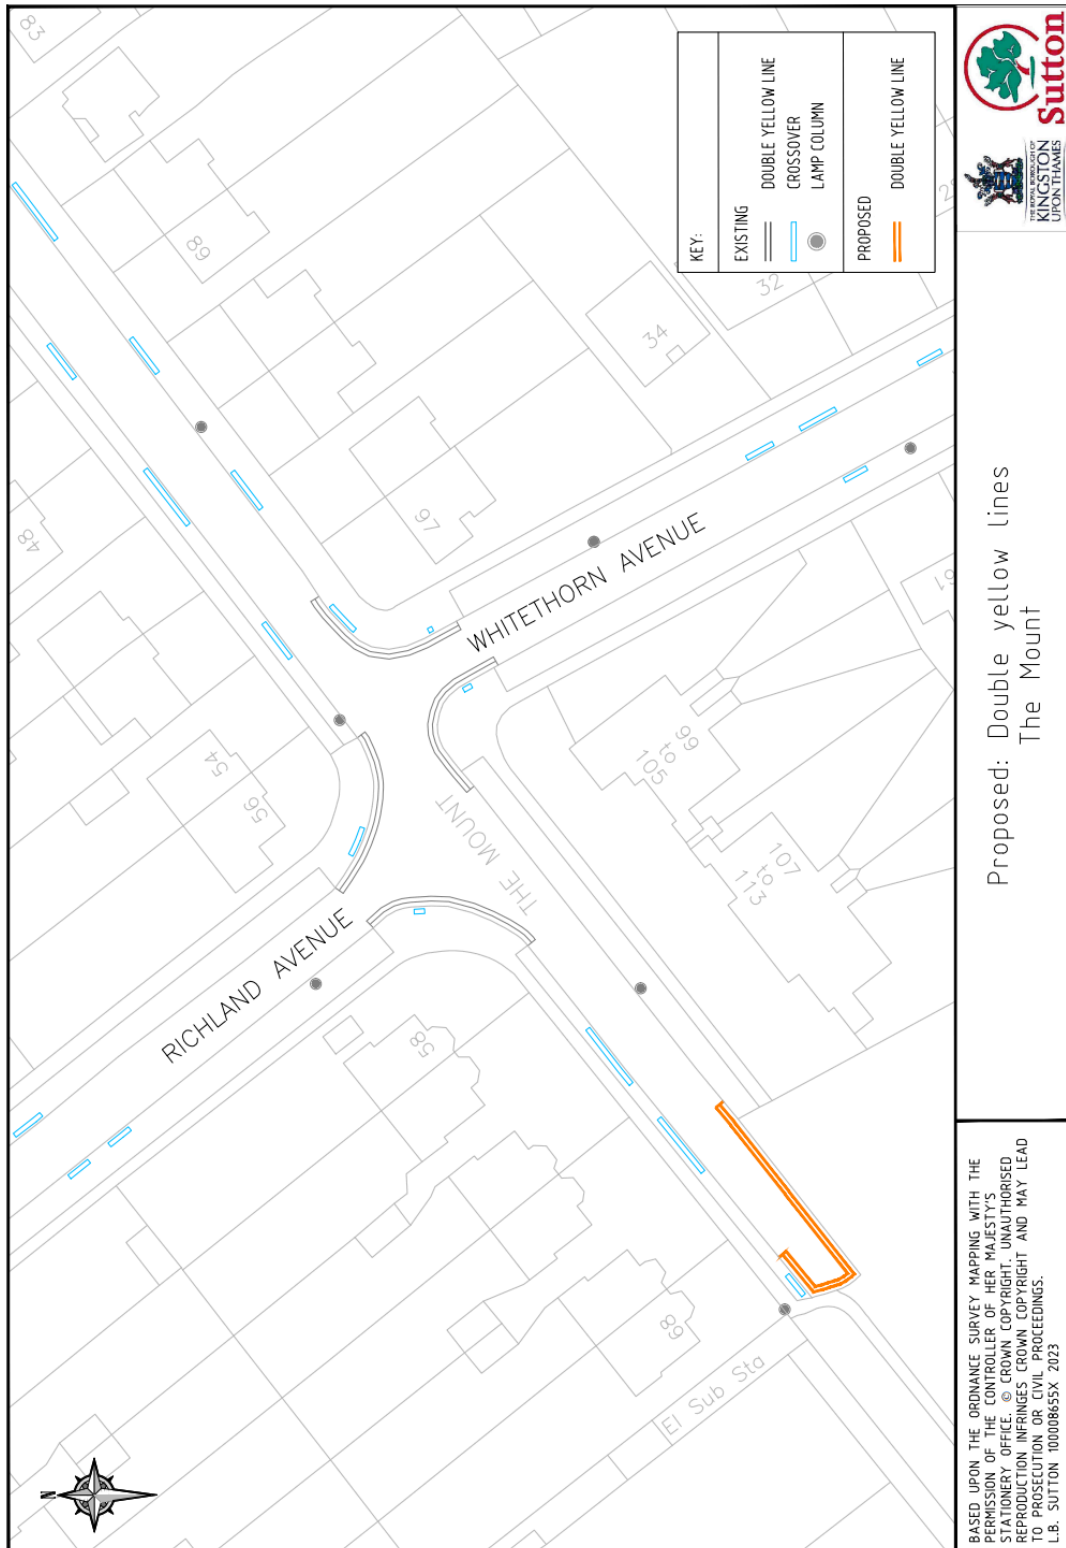 83
89
48
97
54
56
34
32
KEY:
EXISTING
DOUBLE YELLOW LINE
CROSSOVER
LAMP COLUMN
PROPOSED
DOUBLE YELLOW LINE
WHITETHORN AVENUE
THE MOUNT
RICHLAND AVENUE
61
99
to
105
107
to
113
58
68
El Sub Sta
N
Proposed: Double yellow lines
The Mount
THE ROYAL BOROUGH OF
KINGSTON
UPON THAMES
Sutton
BASED UPON THE ORDNANCE SURVEY MAPPING WITH THE
PERMISSION OF THE CONTROLLER OF HER MAJESTY'S
STATIONERY OFFICE. © CROWN COPYRIGHT. UNAUTHORISED
REPRODUCTION INFRINGES CROWN COPYRIGHT AND MAY LEAD
TO PROSECUTION OR CIVIL PROCEEDINGS.
L.B. SUTTON 100008655X 2023